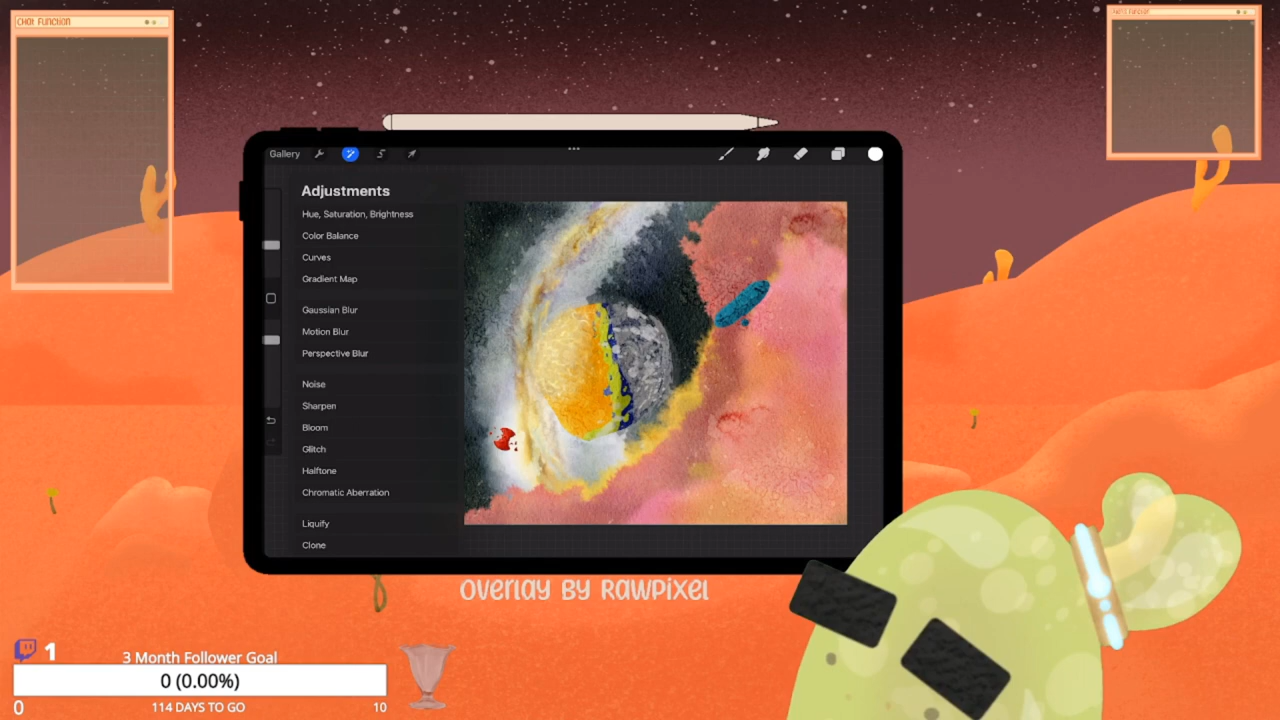 Chat Function
Gallery
Adjustments
Hue, Saturation, Brightness
Color Balance
Curves
Gradient Map
Gaussian Blur
Motion Blur
Perspective Blur
Noise
Sharpen
Bloom
Glitch
Halftone
Chromatic Aberration
Liquify
Clone
OVERLAY BY RAWPIXEL
1
3 Month Follower Goal
0 (0.00%)
0
114 DAYS TO GO
10